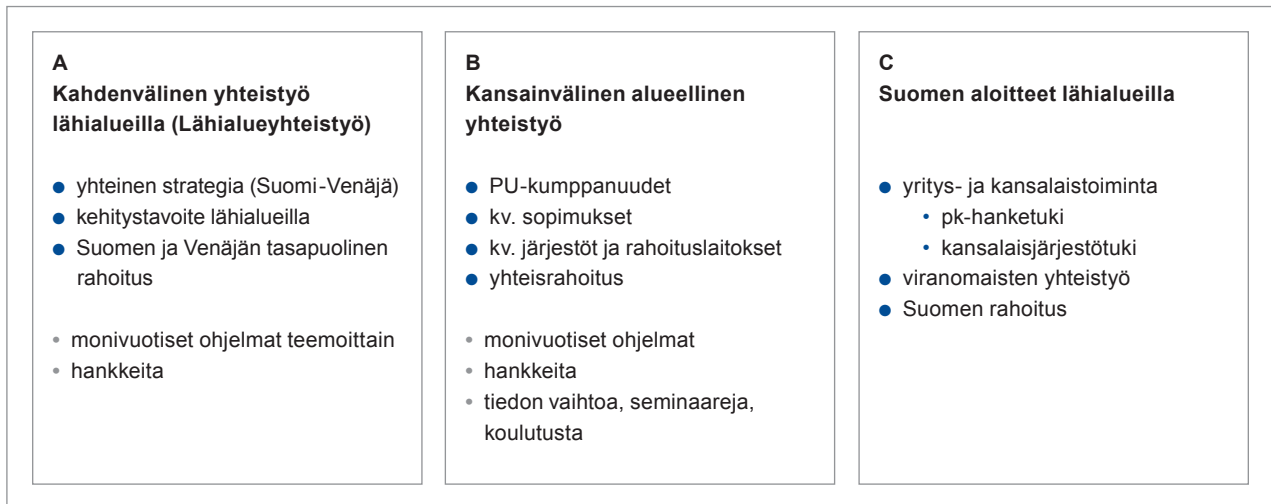 A
Kahdenvälinen yhteistyö
lähialueilla (Lähialueyhteistyö)
● yhteinen strategia (Suomi-Venäjä)
● kehitystavoite lähialueilla
● Suomen ja Venäjän tasapuolinen
rahoitus
• monivuotiset ohjelmat teemoittain
• hankkeita
B
Kansainvälinen alueellinen
yhteistyö
● PU-kumppanuudet
● kv. sopimukset
● kv. järjestöt ja rahoituslaitokset
● yhteisrahoitus
• monivuotiset ohjelmat
• hankkeita
• tiedon vaihtoa, seminaareja,
koulutusta
C
Suomen aloitteet lähialueilla
● yritys- ja kansalaistoiminta
• pk-hanketuki
• kansalaisjärjestötuki
● viranomaisten yhteistyö
● Suomen rahoitus